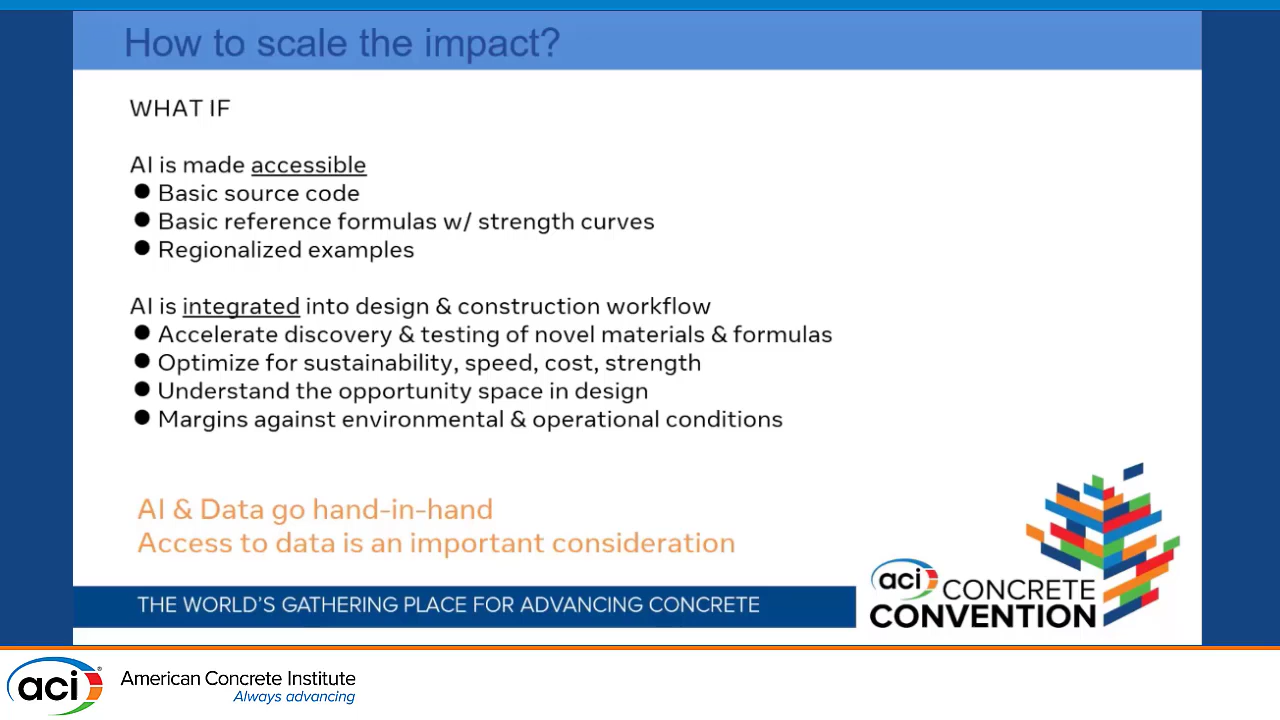 How to scale the impact?
WHAT IF
AI is made accessible
● Basic source code
● Basic reference formulas w/ strength curves
● Regionalized examples
AI is integrated into design & construction workflow
● Accelerate discovery & testing of novel materials & formulas
● Optimize for sustainability, speed, cost, strength
● Understand the opportunity space in design
● Margins against environmental & operational conditions
AI & Data go hand-in-hand
Access to data is an important consideration
THE WORLD'S GATHERING PLACE FOR ADVANCING CONCRETE
aci CONCRETE
CONVENTION
aci®
American Concrete Institute
Always advancing